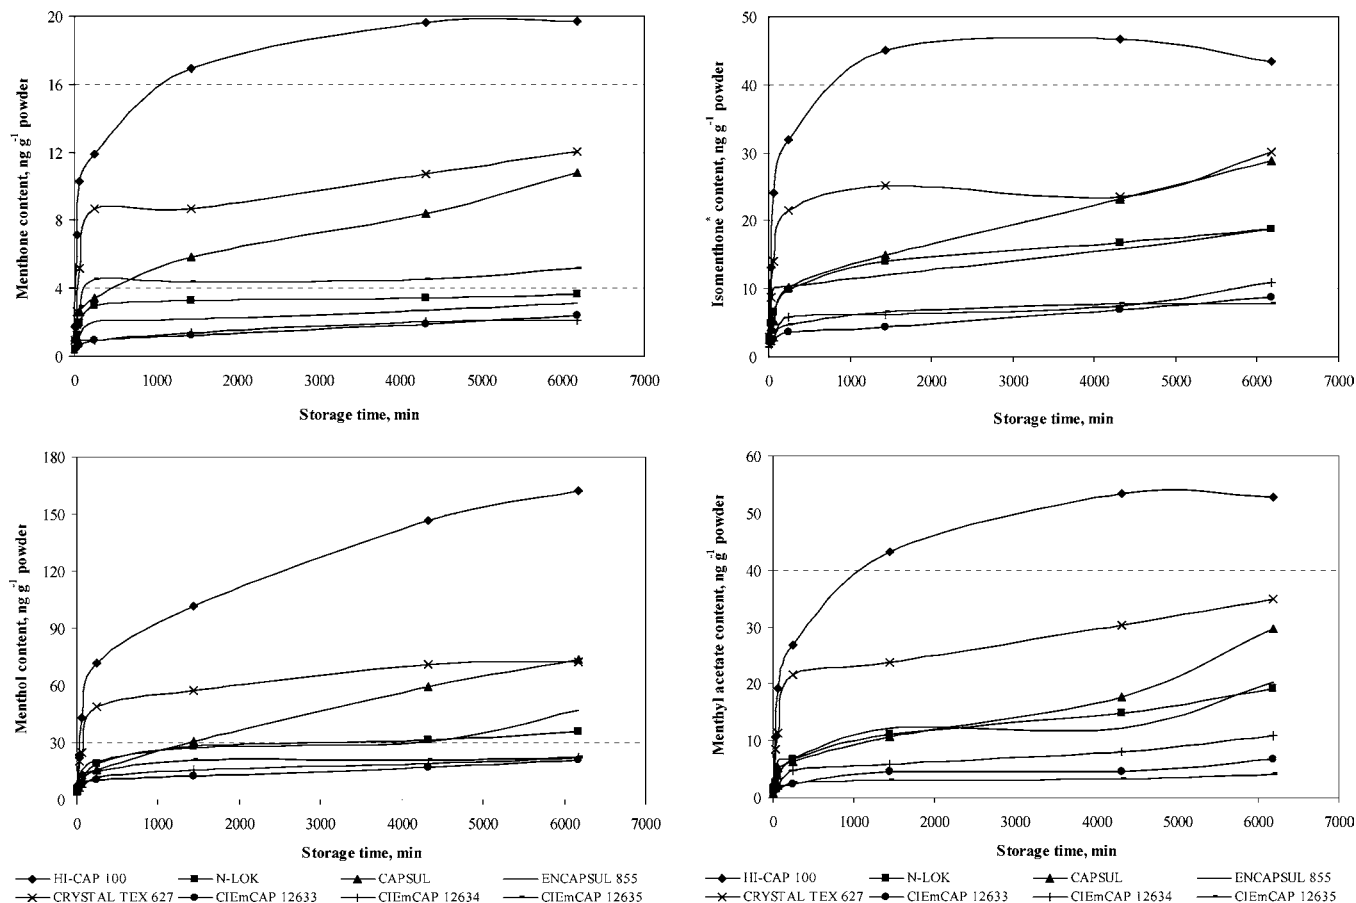 20
16
12
8
4
0
Menthone content, ng g⁻¹ powder
0 1000 2000 3000 4000 5000 6000 7000
Storage time, min
50
40
30
20
10
0
Isomenthone* content, ng g⁻¹ powder
0 1000 2000 3000 4000 5000 6000 7000
Storage time, min
180
150
120
90
60
30
0
Menthol content, ng g⁻¹ powder
0 1000 2000 3000 4000 5000 6000 7000
Storage time, min
60
50
40
30
20
10
0
Menthyl acetate content, ng g⁻¹ powder
0 1000 2000 3000 4000 5000 6000 7000
Storage time, min
HI-CAP 100 N-LOK CAPSUL ENCAPSUL 855
CRYSTAL TEX 627 CIEmCAP 12633 CIEmCAP 12634 CIEmCAP 12635
HI-CAP 100 N-LOK CAPSUL ENCAPSUL 855
CRYSTAL TEX 627 CIEmCAP 12633 CIEmCAP 12634 CIEmCAP 12635